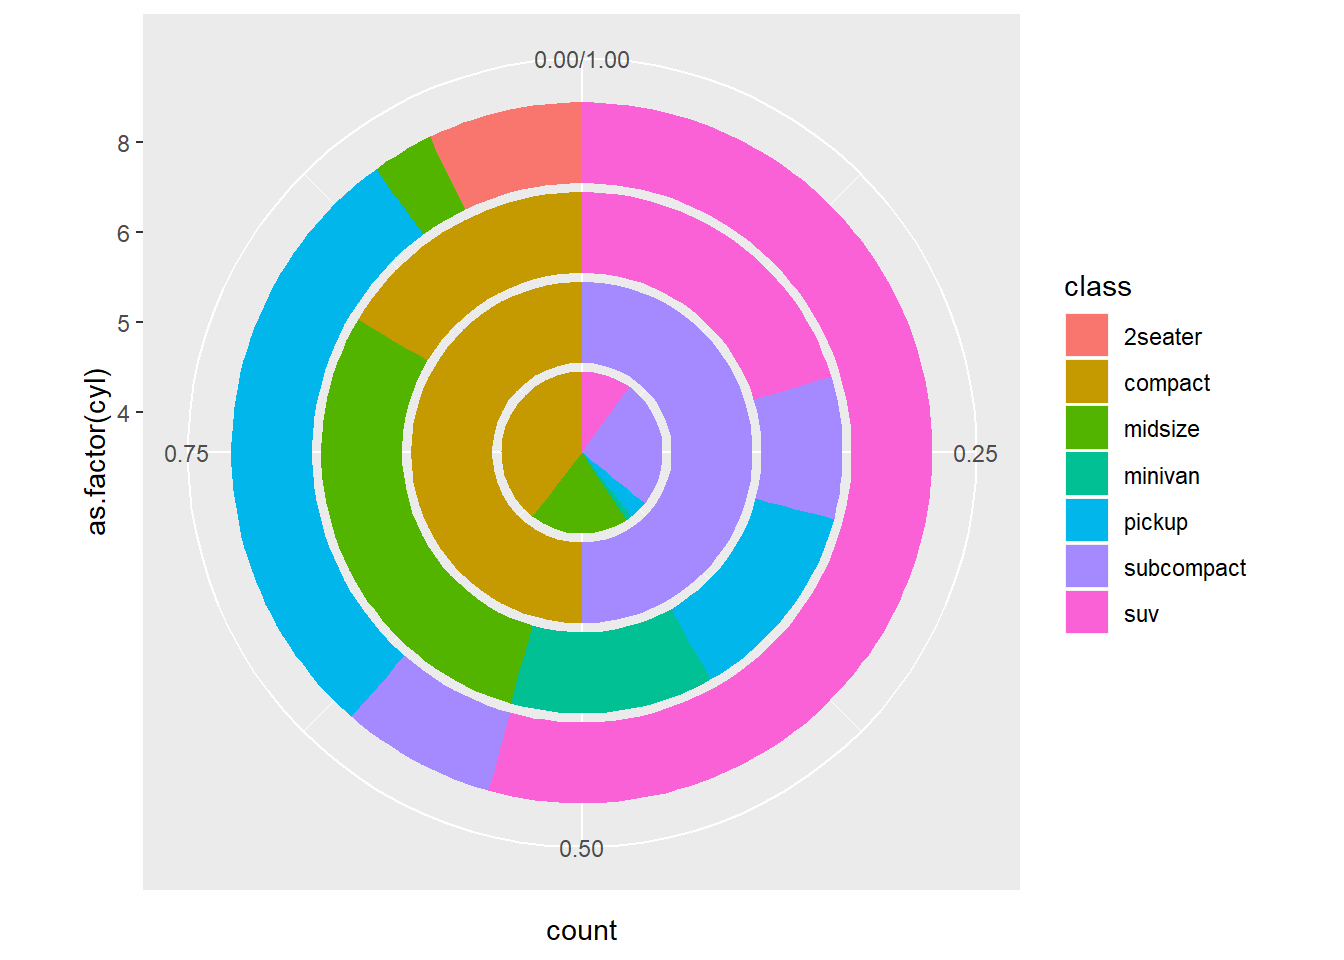 0.00/1.00
8
6
5
4
0.75
0.25
0.50
as.factor(cyl)
count
class
2seater
compact
midsize
minivan
pickup
subcompact
suv